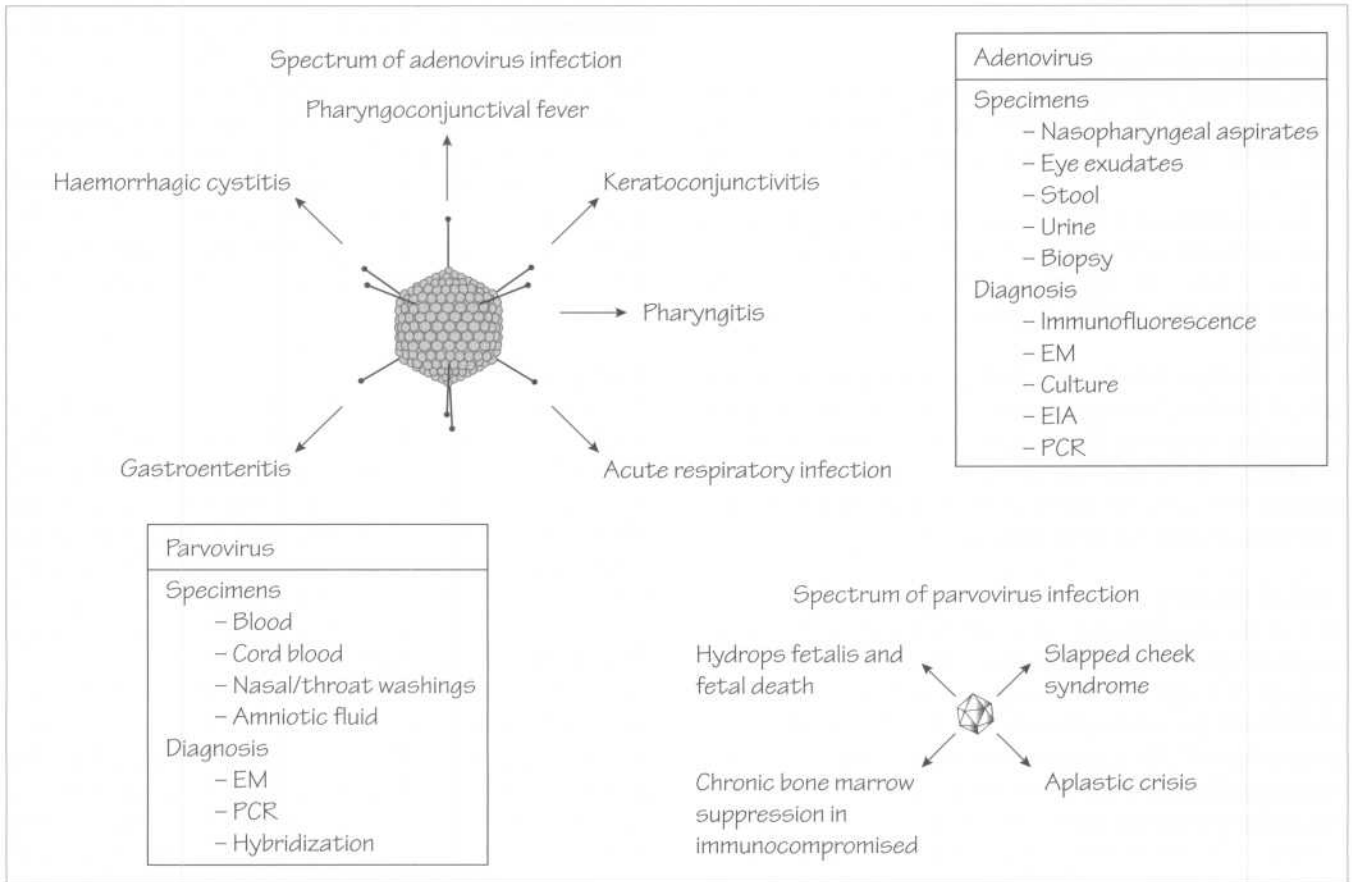 Spectrum of adenovirus infection
Pharyngoconjunctival fever
Haemorrhagic cystitis
Keratoconjunctivitis
Pharyngitis
Gastroenteritis
Acute respiratory infection
Adenovirus
Specimens
– Nasopharyngeal aspirates
– Eye exudates
– Stool
– Urine
– Biopsy
Diagnosis
– Immunofluorescence
– EM
– Culture
– EIA
– PCR
Parvovirus
Specimens
– Blood
– Cord blood
– Nasal/throat washings
– Amniotic fluid
Diagnosis
– EM
– PCR
– Hybridization
Spectrum of parvovirus infection
Hydrops fetalis and
fetal death
Slapped cheek
syndrome
Chronic bone marrow
suppression in
immunocompromised
Aplastic crisis